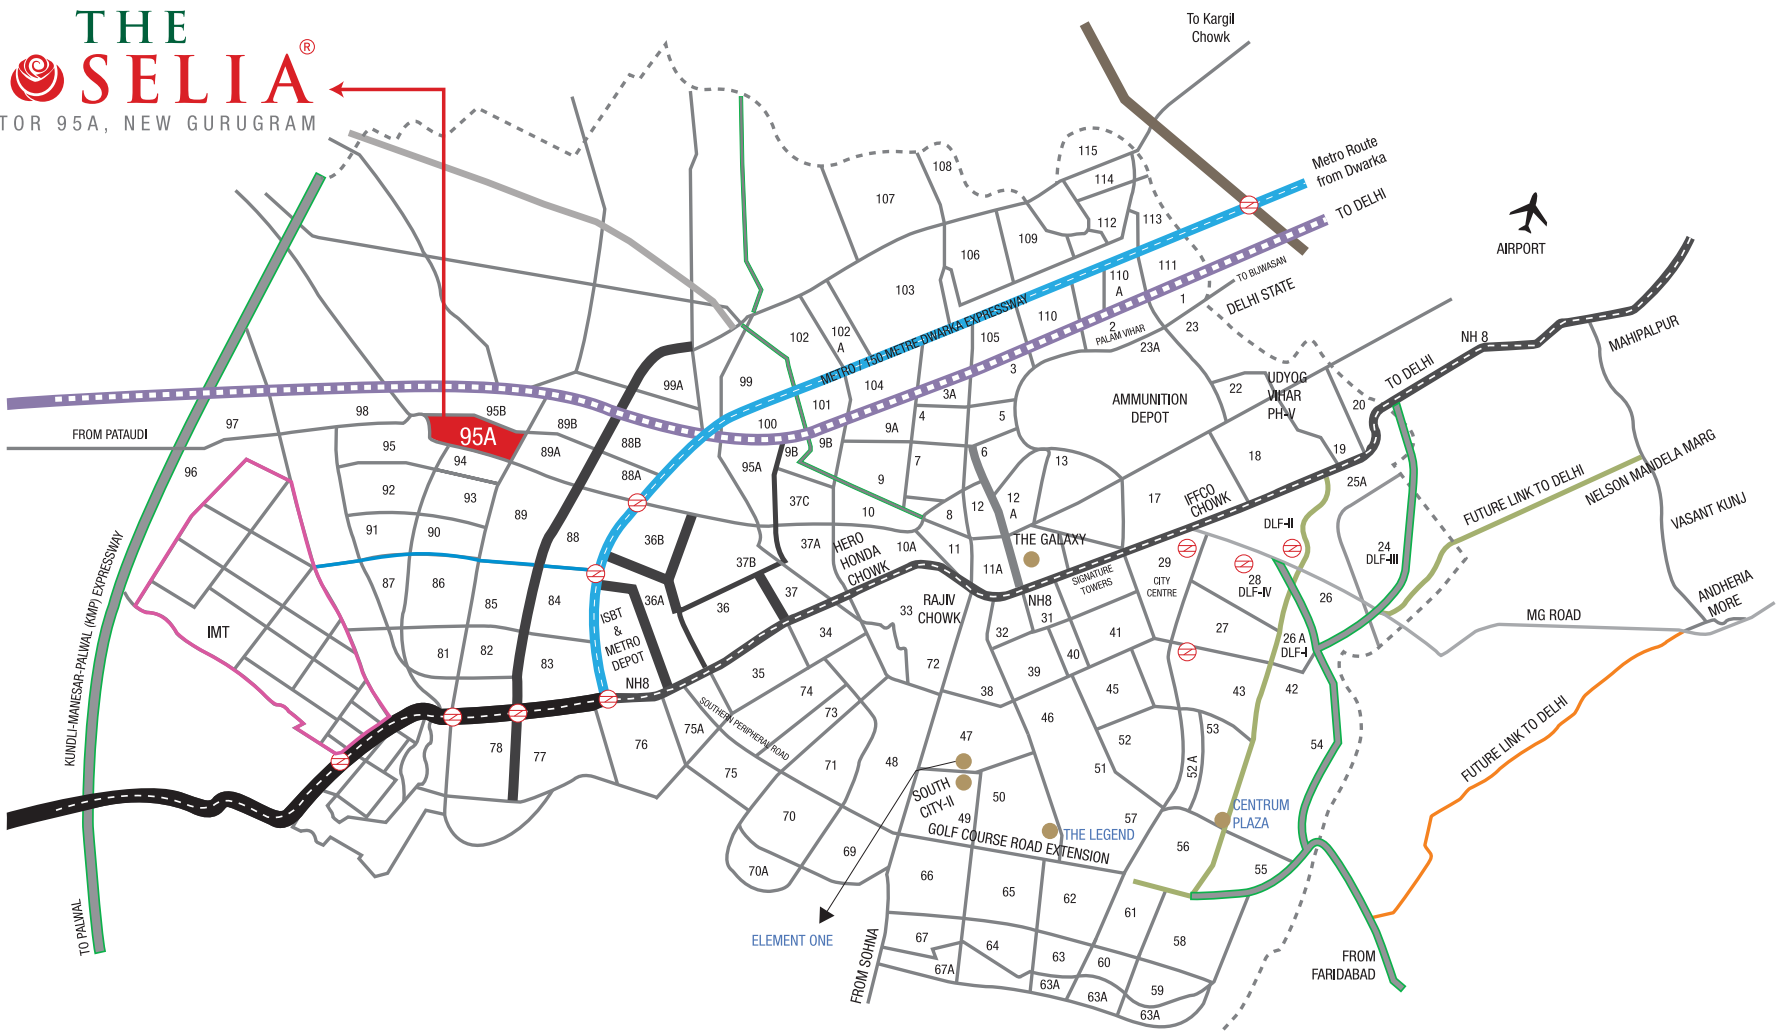 THE
SELIA®
TOR 95A, NEW GURUGRAM
To Kargil
Chowk
Metro Route
from Dwarka
TO DELHI
TO BIJWASAN
DELHI STATE
AIRPORT
NH 8
MAHIPALPUR
TO DELHI
115
114
108
107
112
113
109
106
111
110
A
103
1
110
2
PALAM VIHAR
23
23A
102
102
A
105
METRO / 150 METRE DWARKA EXPRESSWAY
3
99A
99
104
3A
101
4
5
100
9A
9B
9B
AMMUNITION
DEPOT
22
UDYOG
VIHAR
PH-V
20
19
18
98
97
95B
89B
88B
FROM PATAUDI
95A
95
94
89A
88A
95A
96
92
93
37C
9
7
6
13
12
12
A
8
10
17
IFFCO
CHOWK
25A
FUTURE LINK TO DELHI
NELSON MANDELA MARG
VASANT KUNJ
91
90
89
88
36B
37B
37A
HERO
HONDA
CHOWK
10A
11
11A
THE GALAXY
DLF-II
24
DLF-III
ANDHERIA
MORE
MG ROAD
87
86
85
84
36A
36
37
33
RAJIV
CHOWK
NH8
31
SIGNATURE
TOWERS
29
CITY
CENTRE
28
DLF-IV
26
IMT
ISBT
&
METRO
DEPOT
NH8
34
32
41
27
26 A
DLF-I
81
82
83
35
72
39
40
KUNDLI-MANESAR-PALWAL (KMP) EXPRESSWAY
74
73
38
45
43
42
SOUTHERN PERIPHERAL ROAD
75A
46
47
78
77
76
75
71
48
52
53
51
52 A
54
FUTURE LINK TO DELHI
SOUTH
CITY-II
50
49
57
CENTRUM
PLAZA
THE LEGEND
GOLF COURSE ROAD EXTENSION
70
69
70A
56
55
66
65
62
61
TO PALWAL
ELEMENT ONE
67
64
63
60
58
67A
63A
63A
59
63A
FROM SOHNA
FROM
FARIDABAD